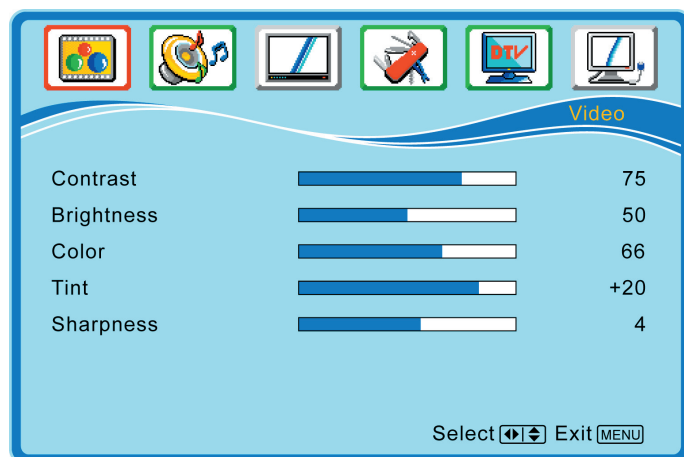 DTV
Video
Contrast 75
Brightness 50
Color 66
Tint +20
Sharpness 4
Select Exit MENU